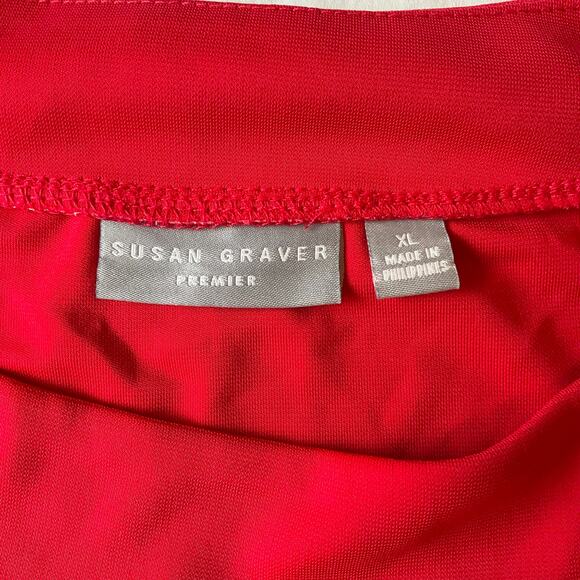 SUSAN GRAVER
PREMIER
XL
MADE IN
PHILIPPINES